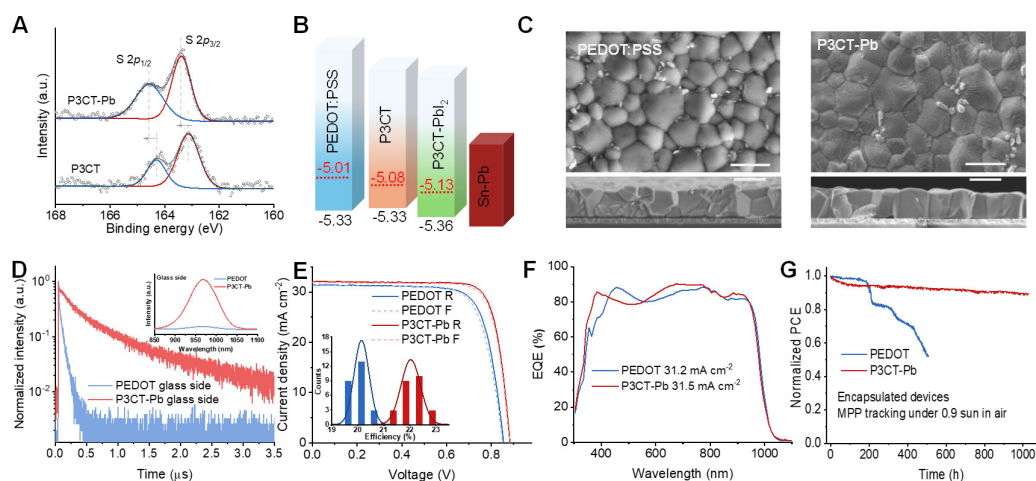 A
S 2p3/2
S 2p1/2
P3CT-Pb
P3CT
Intensity (a.u.)
168 166 164 162 160
Binding energy (eV)
B
PEDOT:PSS
P3CT
P3CT-PbI2
Sn-Pb
-5.01
-5.08
-5.13
-5.33
-5.33
-5.36
C
PEDOT:PSS
P3CT-Pb
D
Normalized intensity (a.u.)
10^0
10^-1
10^-2
Glass side
PEDOT
P3CT-Pb
Intensity (a.u.)
850 900 950 1000 1050 1100
Wavelength (nm)
PEDOT glass side
P3CT-Pb glass side
0.0 0.5 1.0 1.5 2.0 2.5 3.0 3.5
Time (μs)
E
Current density (mA cm-2)
35
30
25
20
15
10
5
0
PEDOT R
PEDOT F
P3CT-Pb R
P3CT-Pb F
Counts
18
15
12
9
6
3
0
19 20 21 22 23
Efficiency (%)
0.0 0.2 0.4 0.6 0.8 1.0
Voltage (V)
F
EQE (%)
100
80
60
40
20
0
PEDOT 31.2 mA cm-2
P3CT-Pb 31.5 mA cm-2
400 600 800 1000
Wavelength (nm)
G
Normalized PCE
1.0
0.8
0.6
0.4
0.2
0.0
PEDOT
P3CT-Pb
Encapsulated devices
MPP tracking under 0.9 sun in air
0 200 400 600 800 1000
Time (h)